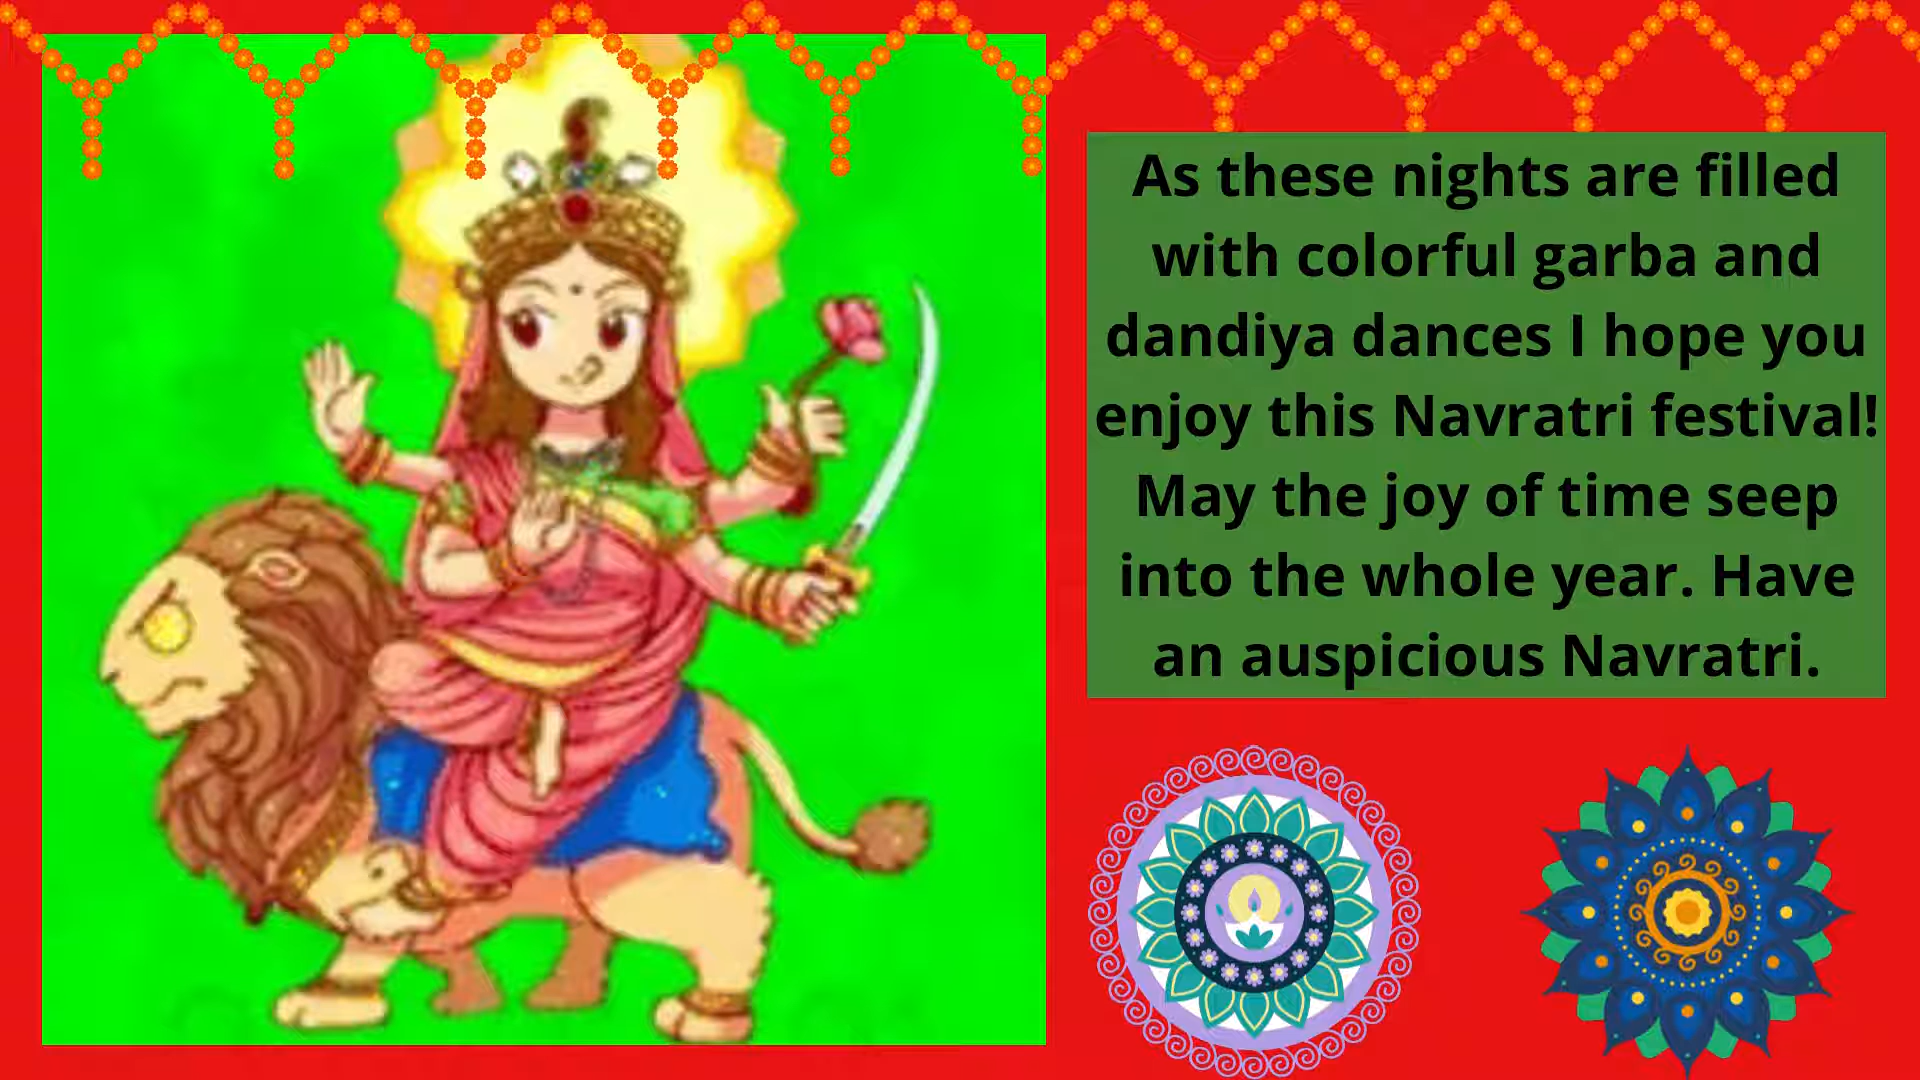 As these nights are filled
with colorful garba and
dandiya dances I hope you
enjoy this Navratri festival!
May the joy of time seep
into the whole year. Have
an auspicious Navratri.